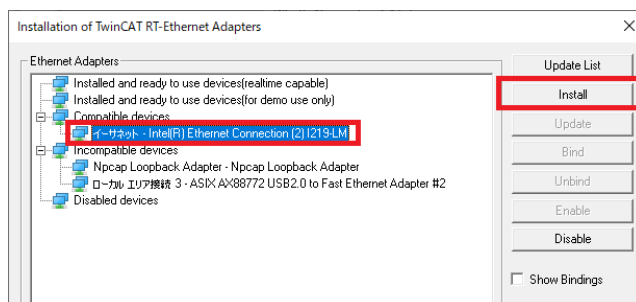 Installation of TwinCAT RT-Ethernet Adapters
Ethernet Adapters
Installed and ready to use devices(realtime capable)
Installed and ready to use devices(for demo use only)
Compatible devices
イーサネット - Intel(R) Ethernet Connection (2) I219-LM
Incompatible devices
Npcap Loopback Adapter - Npcap Loopback Adapter
ローカル エリア接続 3 - ASIX AX88772 USB2.0 to Fast Ethernet Adapter #2
Disabled devices
Update List
Install
Update
Bind
Unbind
Enable
Disable
Show Bindings